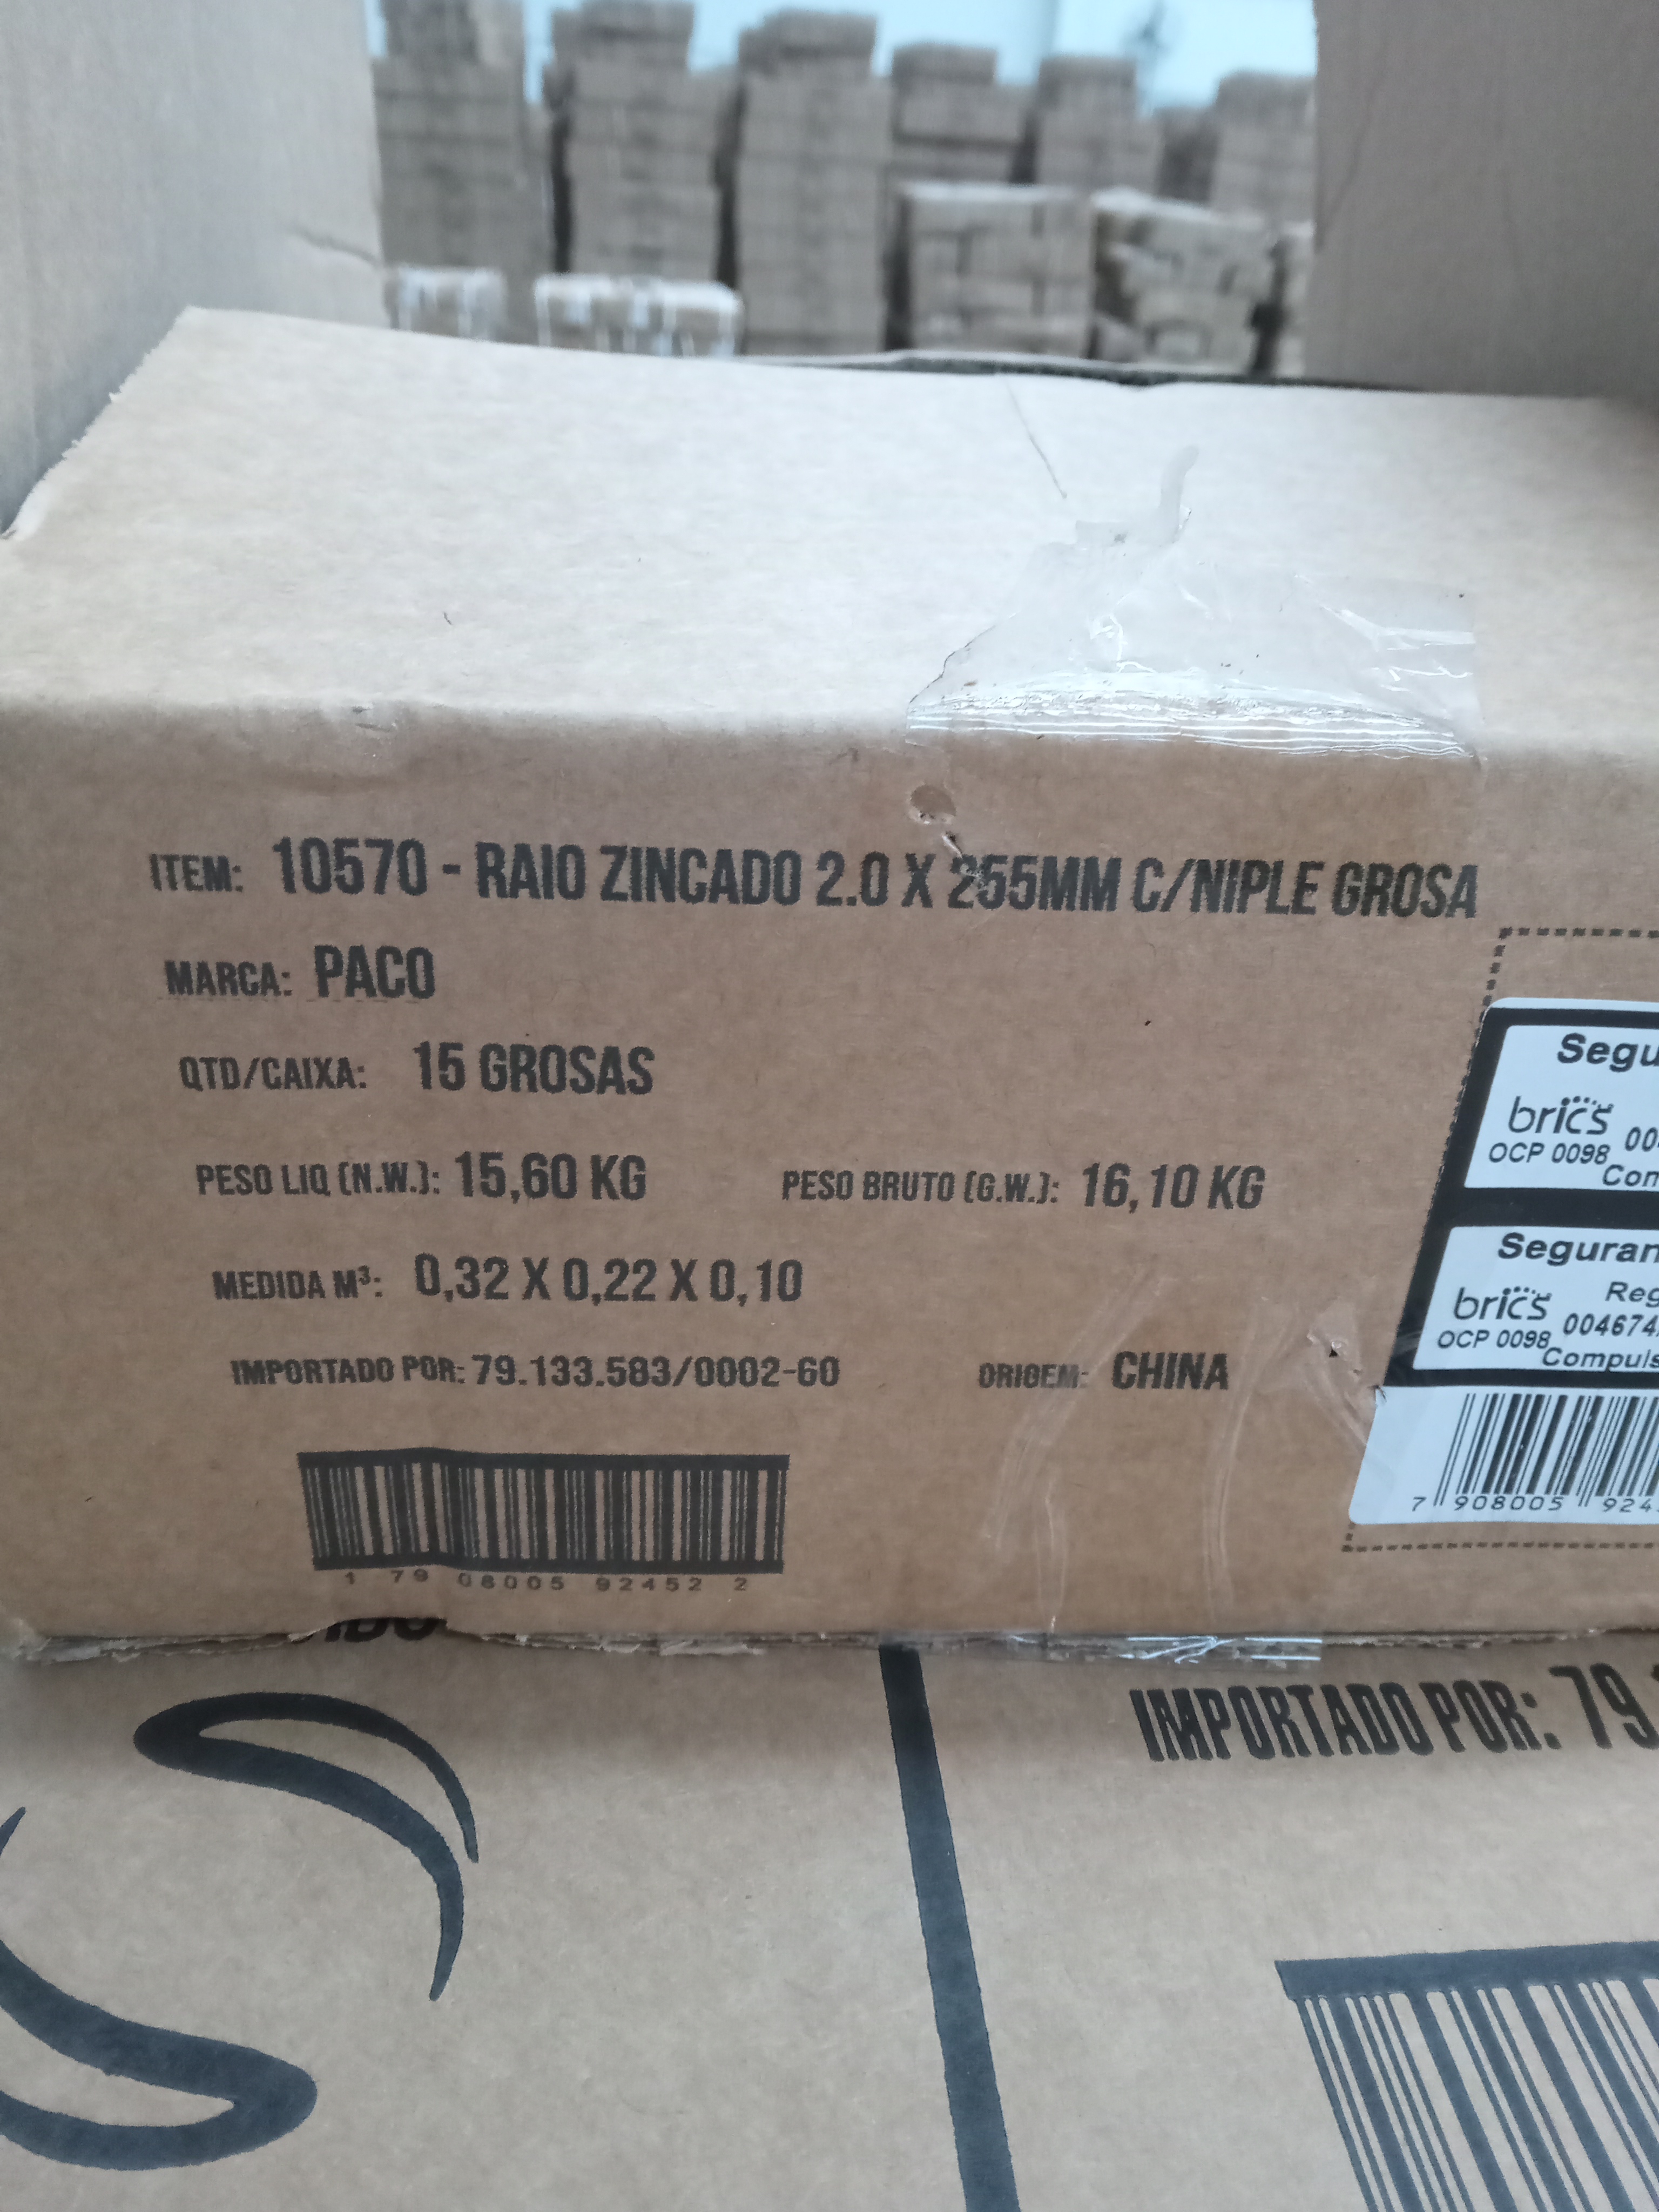 ITEM: 10570 - RAIO ZINCADO 2.0 X 255MM C/NIPLE GROSA
MARCA: PACO
QTD/CAIXA: 15 GROSAS
PESO LIQ (N.W.): 15,60 KG PESO BRUTO (G.W.): 16,10 KG
MEDIDA M³: 0,32 X 0,22 X 0,10
IMPORTADO POR: 79.133.583/0002-60 ORIGEM: CHINA
1 79 08005 92452 2
Segu
brics 00
OCP 0098
Com
Seguran
brics Reg
OCP 0098 004674
Compuls
7 908005 924
IMPORTADO POR: 79.